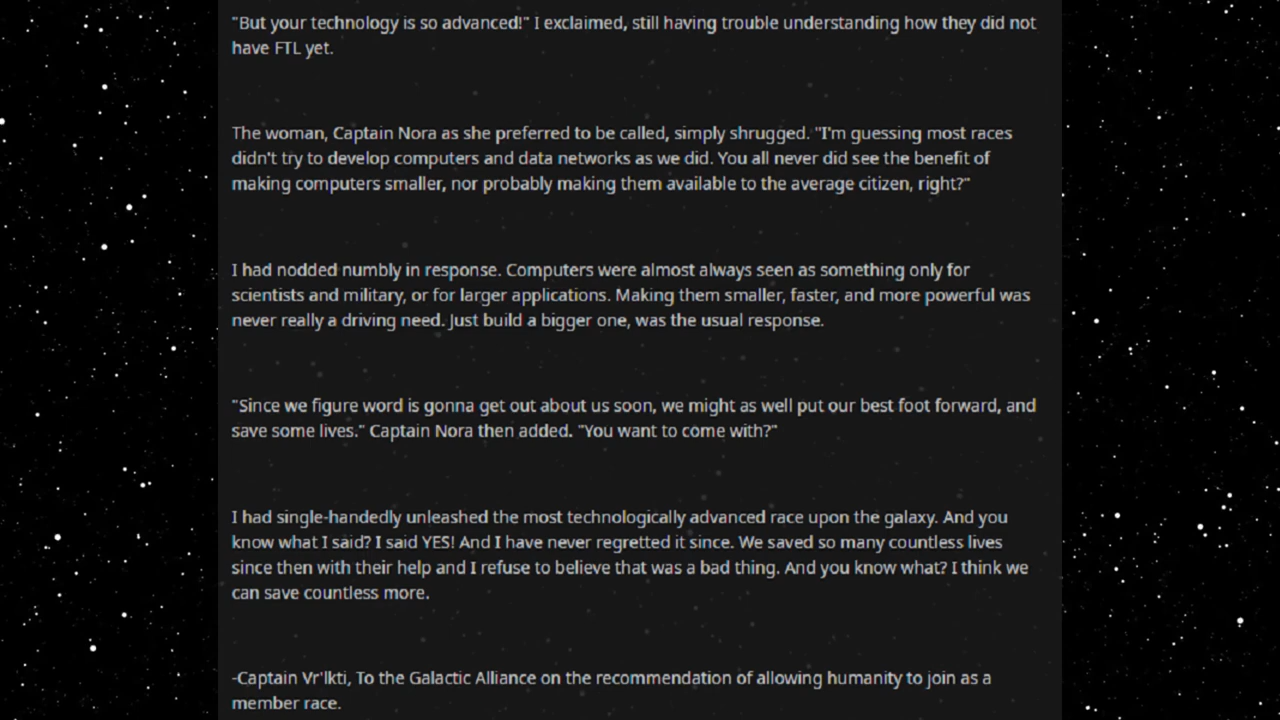 "But your technology is so advanced!" I exclaimed, still having trouble understanding how they did not
have FTL yet.
The woman, Captain Nora as she preferred to be called, simply shrugged. "I'm guessing most races
didn't try to develop computers and data networks as we did. You all never did see the benefit of
making computers smaller, nor probably making them available to the average citizen, right?"
I had nodded numbly in response. Computers were almost always seen as something only for
scientists and military, or for larger applications. Making them smaller, faster, and more powerful was
never really a driving need. Just build a bigger one, was the usual response.
"Since we figure word is gonna get out about us soon, we might as well put our best foot forward, and
save some lives." Captain Nora then added. "You want to come with?"
I had single-handedly unleashed the most technologically advanced race upon the galaxy. And you
know what I said? I said YES! And I have never regretted it since. We saved so many countless lives
since then with their help and I refuse to believe that was a bad thing. And you know what? I think we
can save countless more.
-Captain Vr'lkti, To the Galactic Alliance on the recommendation of allowing humanity to join as a
member race.